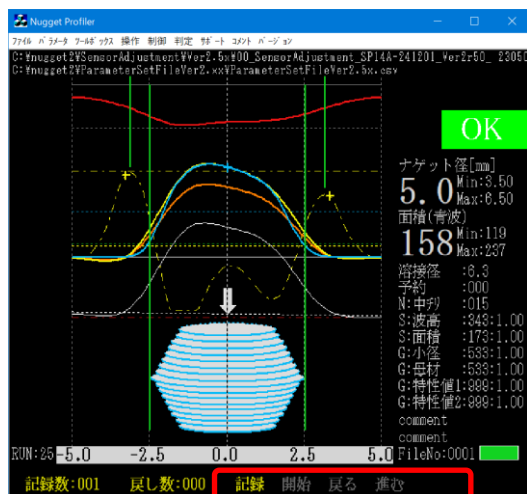 Nugget Profiler
ファイル パラメータ ツールボックス 操作 制御 判定 サポート コメント バージョン
C:¥nugget2¥SensorAdjustment¥Ver2.5x¥00_SensorAdjustment_SP14A-241201_Ver2r50_ 23050
C:¥nugget2¥ParameterSetFileVer2.xx¥ParameterSetFileVer2.5x.csv
OK
ナゲット径[mm]
5.0 Min:3.50
Max:6.50
面積(青波)
158 Min:119
Max:237
溶接径 :6.3
予約 :000
N:中チリ :015
S:波高 :343:1.00
S:面積 :173:1.00
G:小径 :533:1.00
G:母材 :533:1.00
G:特性値1:999:1.00
G:特性値2:999:1.00
comment
comment
RUN:25 -5.0 -2.5 0.0 2.5 5.0 FileNo:0001
記録数:001 戻し数:000 記録 開始 戻る 進む